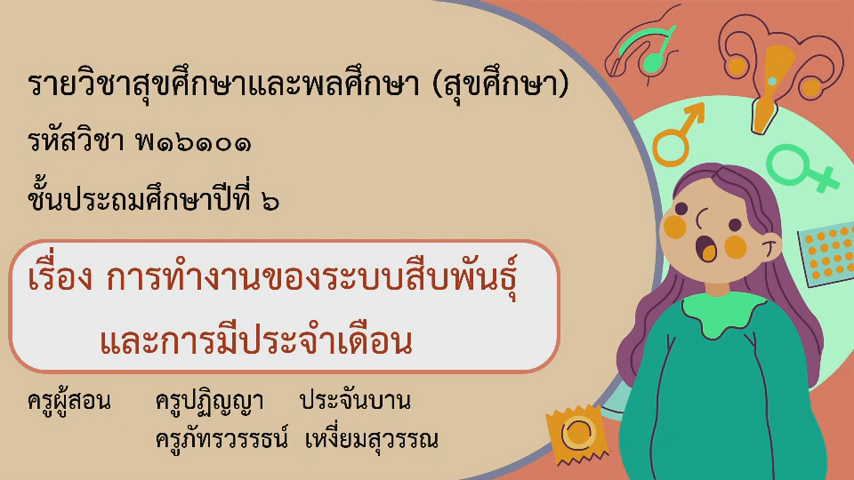 รายวิชาสุขศึกษาและพลศึกษา (สุขศึกษา)
รหัสวิชา พ๑๖๑๐๑
ชั้นประถมศึกษาปีที่ ๖
เรื่อง การทำงานของระบบสืบพันธุ์
และการมีประจำเดือน
ครูผู้สอน ครูปฏิญญา ประจันบาน
ครูภัทรวรรธน์ เหงี่ยมสุวรรณ